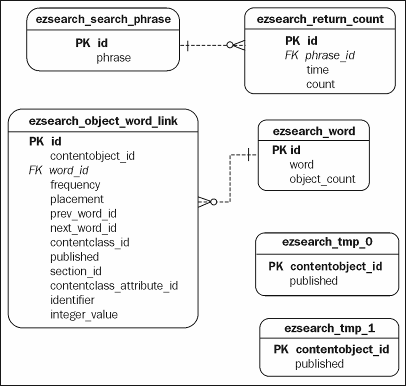 ezsearch_search_phrase
PK id
phrase
ezsearch_return_count
PK id
FK phrase_id
time
count
ezsearch_object_word_link
PK id
contentobject_id
FK word_id
frequency
placement
prev_word_id
next_word_id
contentclass_id
published
section_id
contentclass_attribute_id
identifier
integer_value
ezsearch_word
PK id
word
object_count
ezsearch_tmp_0
PK contentobject_id
published
ezsearch_tmp_1
PK contentobject_id
published